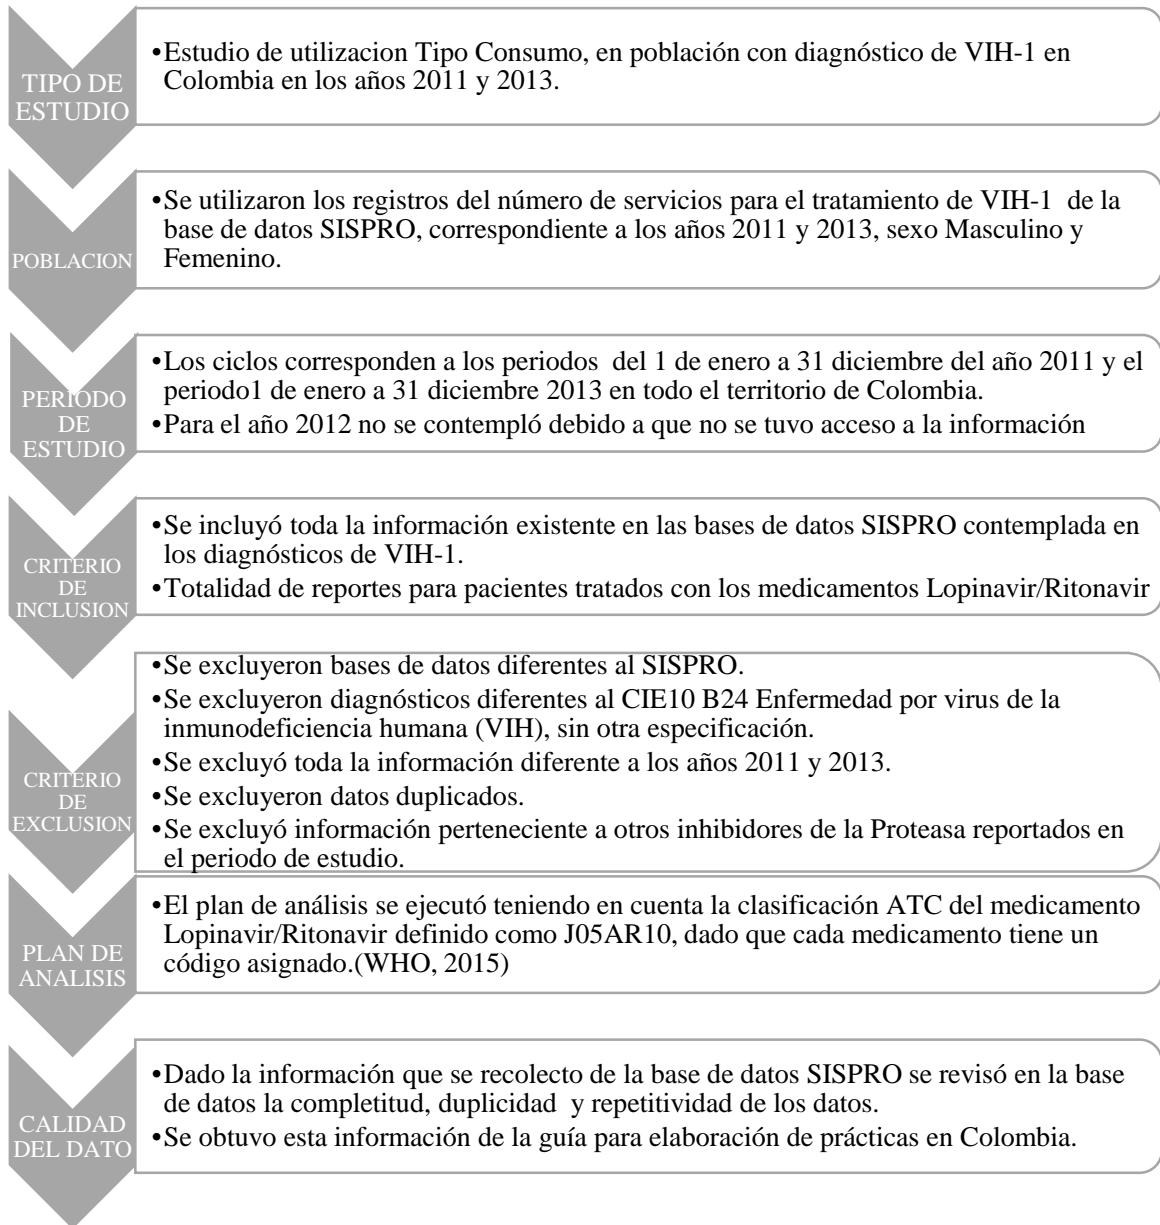 TIPO DE
ESTUDIO
•Estudio de utilizacion Tipo Consumo, en población con diagnóstico de VIH-1 en
Colombia en los años 2011 y 2013.
POBLACION
•Se utilizaron los registros del número de servicios para el tratamiento de VIH-1 de la
base de datos SISPRO, correspondiente a los años 2011 y 2013, sexo Masculino y
Femenino.
PERIODO
DE
ESTUDIO
•Los ciclos corresponden a los periodos del 1 de enero a 31 diciembre del año 2011 y el
periodo1 de enero a 31 diciembre 2013 en todo el territorio de Colombia.
•Para el año 2012 no se contempló debido a que no se tuvo acceso a la información
CRITERIO
DE
INCLUSION
•Se incluyó toda la información existente en las bases de datos SISPRO contemplada en
los diagnósticos de VIH-1.
•Totalidad de reportes para pacientes tratados con los medicamentos Lopinavir/Ritonavir
CRITERIO
DE
EXCLUSION
•Se excluyeron bases de datos diferentes al SISPRO.
•Se excluyeron diagnósticos diferentes al CIE10 B24 Enfermedad por virus de la
inmunodeficiencia humana (VIH), sin otra especificación.
•Se excluyó toda la información diferente a los años 2011 y 2013.
•Se excluyeron datos duplicados.
•Se excluyó información perteneciente a otros inhibidores de la Proteasa reportados en
el periodo de estudio.
PLAN DE
ANALISIS
•El plan de análisis se ejecutó teniendo en cuenta la clasificación ATC del medicamento
Lopinavir/Ritonavir definido como J05AR10, dado que cada medicamento tiene un
código asignado.(WHO, 2015)
CALIDAD
DEL DATO
•Dado la información que se recolecto de la base de datos SISPRO se revisó en la base
de datos la completitud, duplicidad y repetitividad de los datos.
•Se obtuvo esta información de la guía para elaboración de prácticas en Colombia.